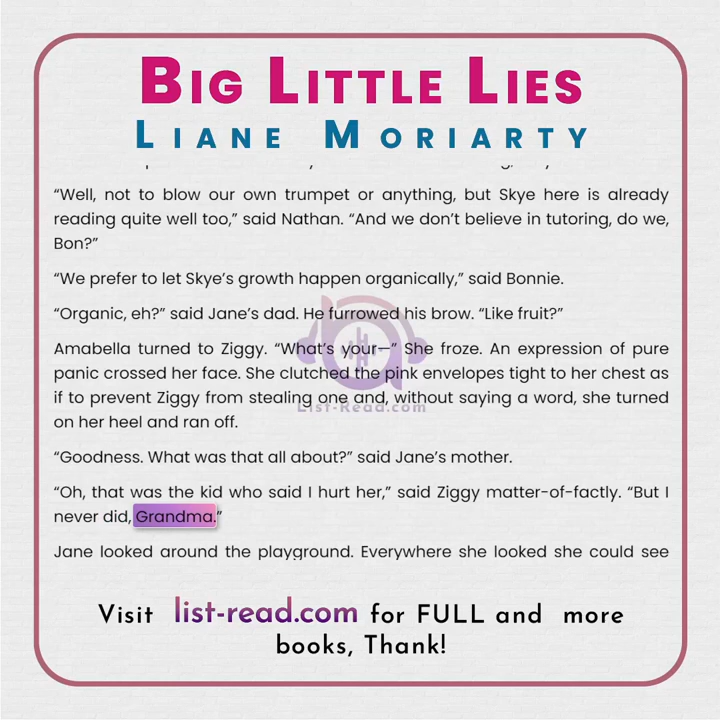 BIG LITTLE LIES
LIANE MORIARTY
“Well, not to blow our own trumpet or anything, but Skye here is already
reading quite well too,” said Nathan. “And we don’t believe in tutoring, do we,
Bon?”
“We prefer to let Skye’s growth happen organically,” said Bonnie.
“Organic, eh?” said Jane’s dad. He furrowed his brow. “Like fruit?”
Amabella turned to Ziggy. “What’s your—” She froze. An expression of pure
panic crossed her face. She clutched the pink envelopes tight to her chest as
if to prevent Ziggy from stealing one and, without saying a word, she turned
List-Read.com
on her heel and ran off.
“Goodness. What was that all about?” said Jane’s mother.
“Oh, that was the kid who said I hurt her,” said Ziggy matter-of-factly. “But I
never did, Grandma.”
Jane looked around the playground. Everywhere she looked she could see
Visit list-read.com for FULL and more
books, Thank!